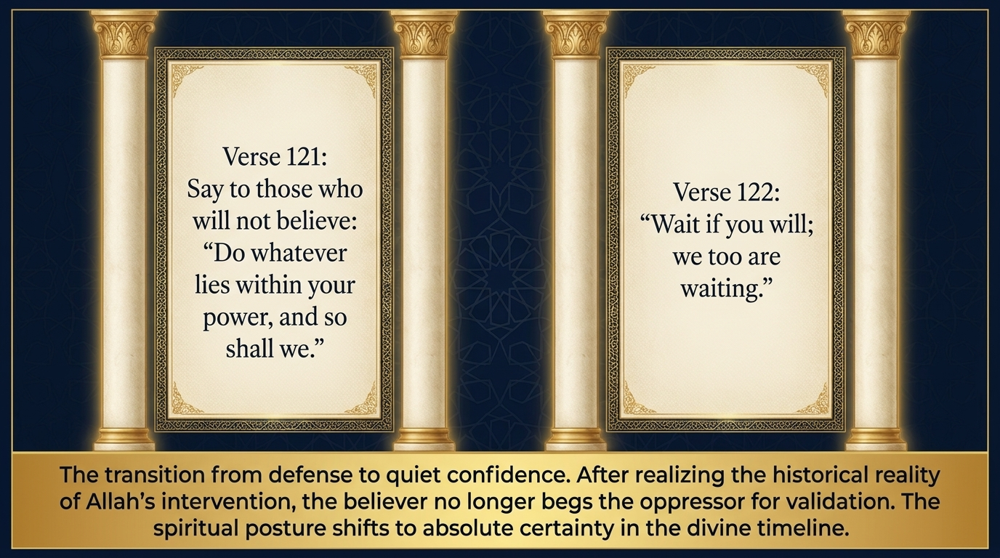 Verse 121:
Say to those who
will not believe:
“Do whatever
lies within your
power, and so
shall we.”
Verse 122:
“Wait if you will;
we too are
waiting.”
The transition from defense to quiet confidence. After realizing the historical reality
of Allah’s intervention, the believer no longer begs the oppressor for validation. The
spiritual posture shifts to absolute certainty in the divine timeline.